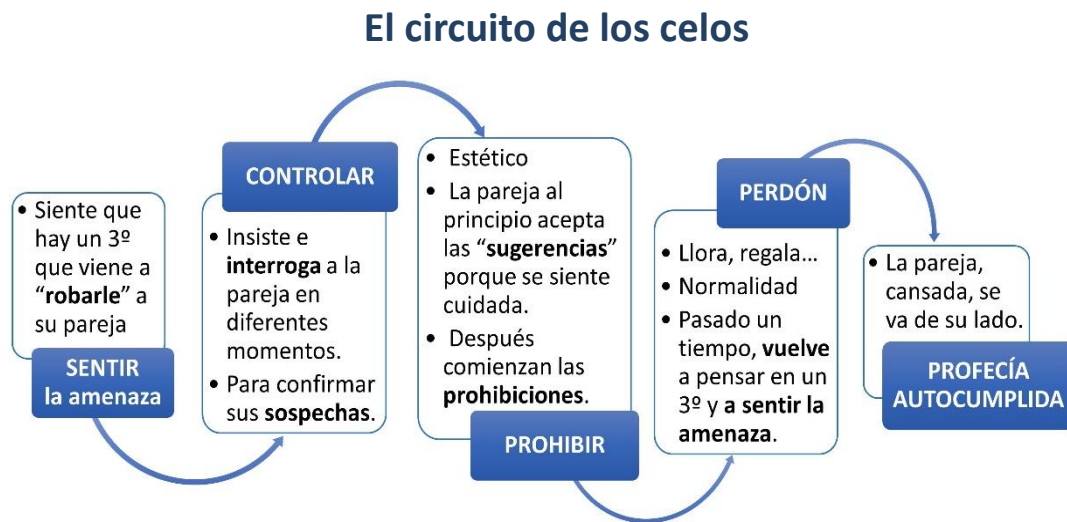 El circuito de los celos
• Siente que
hay un 3º
que viene a
“robarle” a
su pareja
SENTIR
la amenaza
CONTROLAR
• Insiste e
interroga a la
pareja en
diferentes
momentos.
• Para confirmar
sus sospechas.
• Estético
• La pareja al
principio acepta
las “sugerencias”
porque se siente
cuidada.
• Después
comienzan las
prohibiciones.
PROHIBIR
PERDÓN
• Llora, regala…
• Normalidad
• Pasado un
tiempo, vuelve
a pensar en un
3º y a sentir la
amenaza.
• La pareja,
cansada, se
va de su lado.
PROFECÍA
AUTOCUMPLIDA